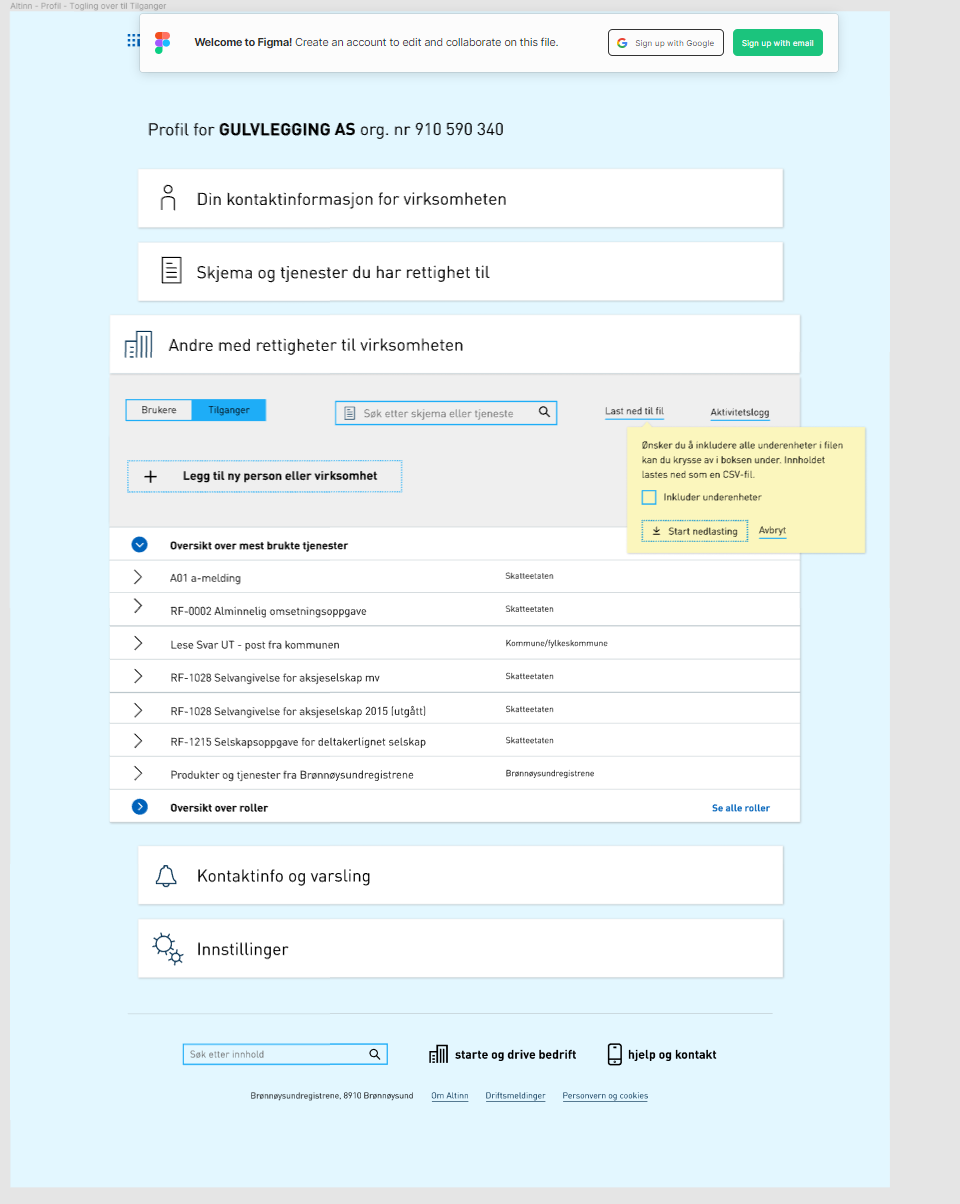 Altinn - Profil - Togling over til Tilganger
Welcome to Figma! Create an account to edit and collaborate on this file.
Sign up with Google
Sign up with email
Profil for GULVLEGGING AS org. nr 910 590 340
Din kontaktinformasjon for virksomheten
Skjema og tjenester du har rettighet til
Andre med rettigheter til virksomheten
Brukere
Tilganger
Søk etter skjema eller tjeneste
Last ned til fil
Aktivitetslogg
Ønsker du å inkludere alle underenheter i filen
kan du krysse av i boksen under. Innholdet
lastes ned som en CSV-fil.
Inkluder underenheter
Start nedlasting
Avbryt
Legg til ny person eller virksomhet
Oversikt over mest brukte tjenester
A01 a-melding
Skatteetaten
RF-0002 Alminnelig omsetningsoppgave
Skatteetaten
Lese Svar UT - post fra kommunen
Kommune/fylkeskommune
RF-1028 Selvangivelse for aksjeselskap mv
Skatteetaten
RF-1028 Selvangivelse for aksjeselskap 2015 (utgått)
Skatteetaten
RF-1215 Selskapsoppgave for deltakerlignet selskap
Skatteetaten
Produkter og tjenester fra Brønnøysundregistrene
Brønnøysundregistrene
Oversikt over roller
Se alle roller
Kontaktinfo og varsling
Innstillinger
Søk etter innhold
starte og drive bedrift
hjelp og kontakt
Brønnøysundregistrene, 8910 Brønnøysund
Om Altinn
Driftsmeldinger
Personvern og cookies